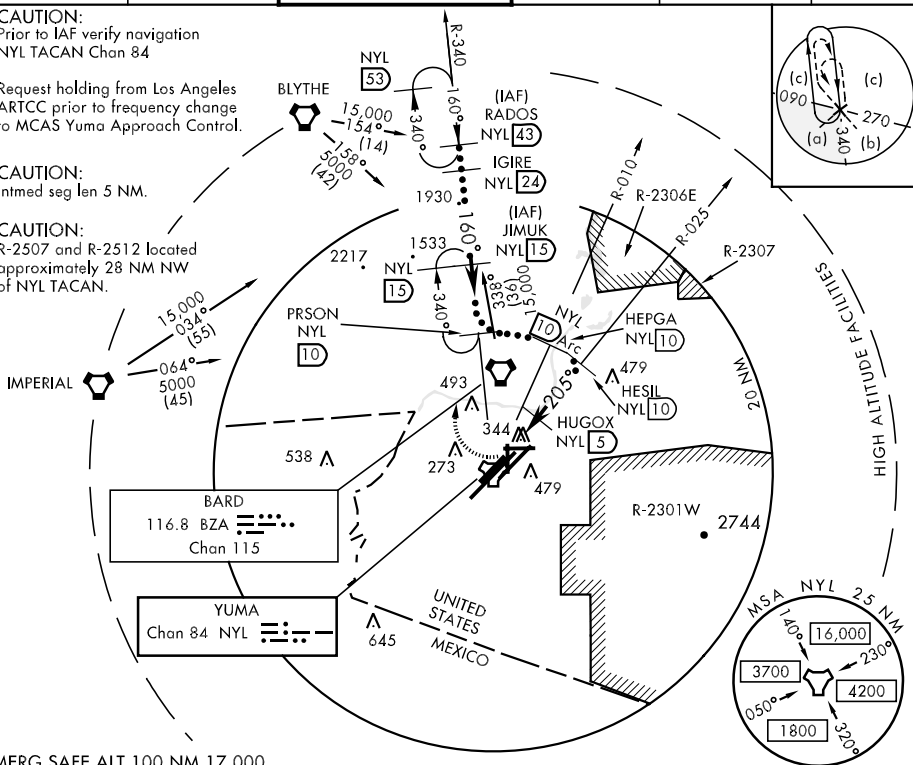 CAUTION:
Prior to IAF verify navigation
NYL TACAN Chan 84
Request holding from Los Angeles
ARTCC prior to frequency change
to MCAS Yuma Approach Control.
CAUTION:
ntmed seg len 5 NM.
CAUTION:
R-2507 and R-2512 located
approximately 28 NM NW
of NYL TACAN.
BLYTHE
15,000
154°
(14)
158°
5000
(42)
NYL
53
R-340
160°
340°
(IAF)
RADOS
NYL 43
IGIRE
NYL 24
1930
160°
(IAF)
JIMUK
NYL 15
1533
2217
NYL
15
340°
338°
(36)
15,000
PRSON
NYL
10
NYL
10
Arc
HEPGA
NYL 10
R-010
R-025
R-2306E
R-2307
479
HESIL
NYL 10
205°
HUGOX
NYL 5
20 NM
HIGH ALTITUDE FACILITIES
IMPERIAL
15,000
034°
(55)
064°
5000
(45)
493
344
538
273
479
R-2301W
2744
BARD
116.8 BZA
Chan 115
YUMA
Chan 84 NYL
645
UNITED
STATES
MEXICO
(c)
(c)
090
270
(a)
340
(b)
MSA NYL 25 NM
140°
16,000
230°
3700
4200
050°
1800
320°
MERG SAFE ALT 100 NM 17,000